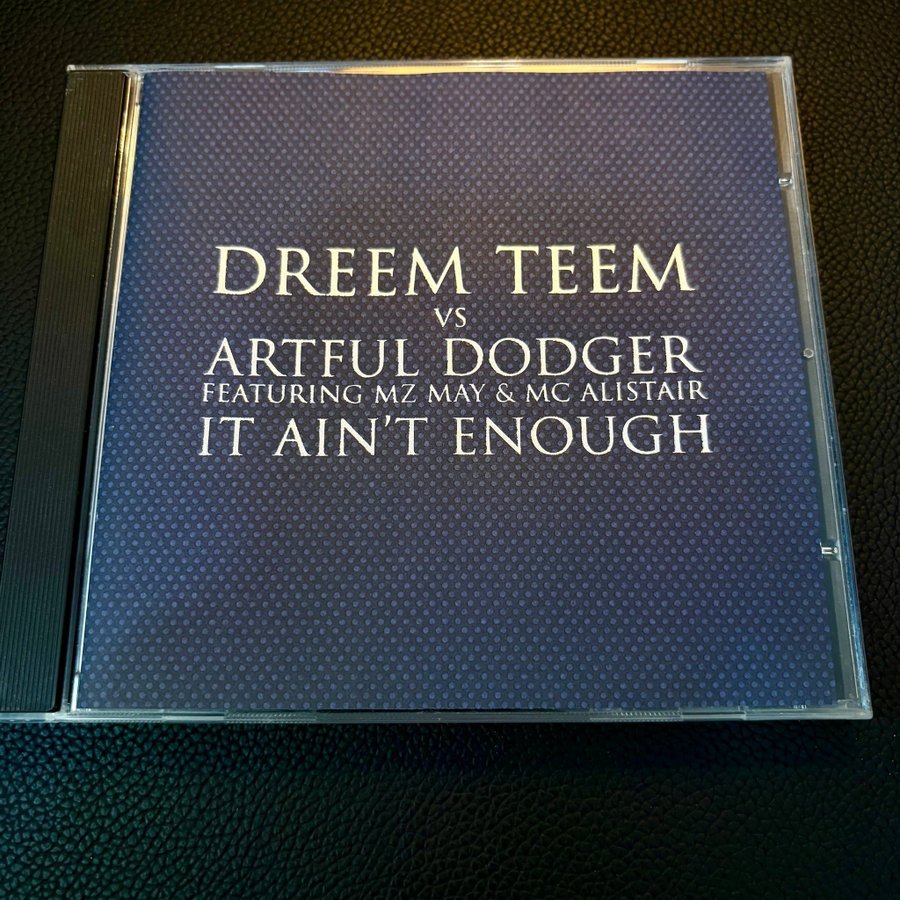 DREEM TEEM
VS
ARTFUL DODGER
FEATURING MZ MAY & MC ALISTAIR
IT AIN'T ENOUGH